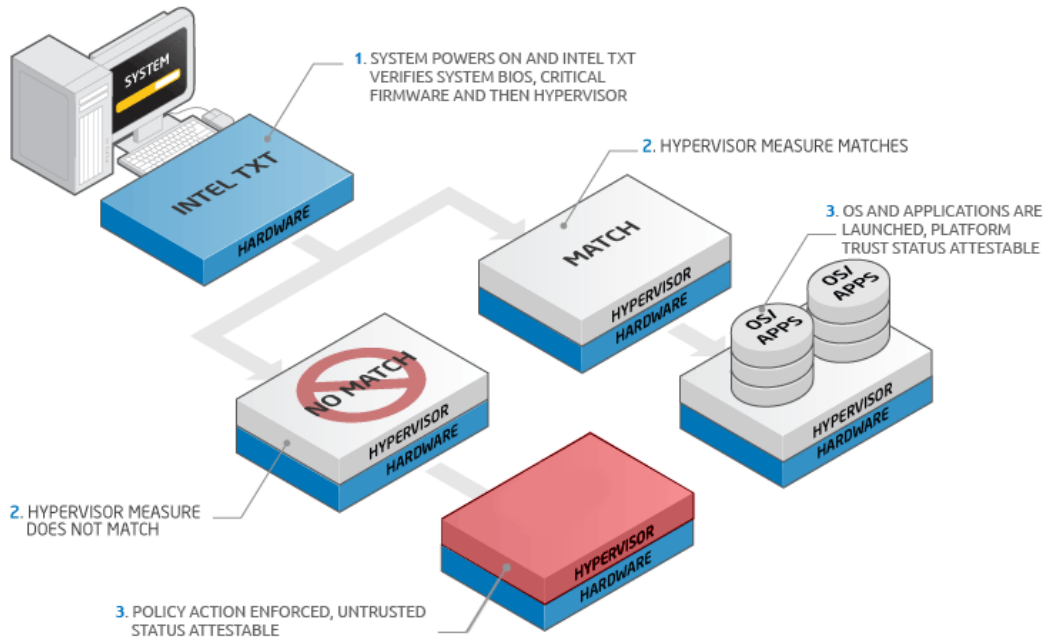 SYSTEM
1. SYSTEM POWERS ON AND INTEL TXT
VERIFIES SYSTEM BIOS, CRITICAL
FIRMWARE AND THEN HYPERVISOR
INTEL TXT
HARDWARE
2. HYPERVISOR MEASURE MATCHES
MATCH
HYPERVISOR
HARDWARE
3. OS AND APPLICATIONS ARE
LAUNCHED, PLATFORM
TRUST STATUS ATTESTABLE
OS/
APPS
OS/
APPS
HYPERVISOR
HARDWARE
NO MATCH
HYPERVISOR
HARDWARE
2. HYPERVISOR MEASURE
DOES NOT MATCH
HYPERVISOR
HARDWARE
3. POLICY ACTION ENFORCED, UNTRUSTED
STATUS ATTESTABLE